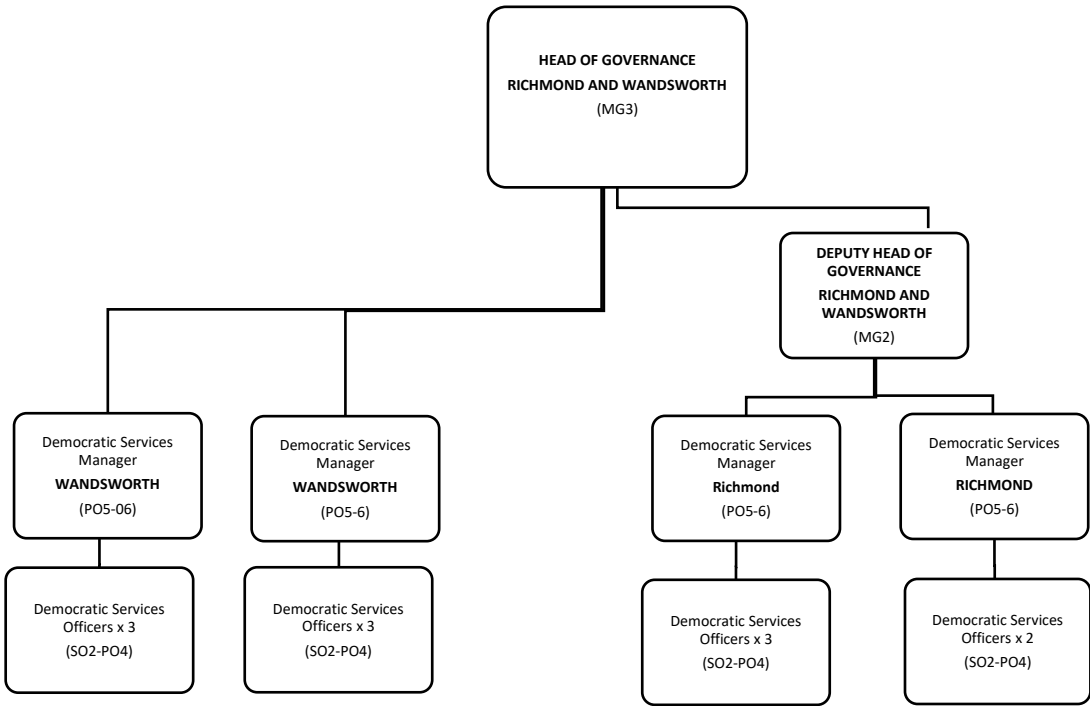 HEAD OF GOVERNANCE
RICHMOND AND WANDSWORTH
(MG3)
DEPUTY HEAD OF
GOVERNANCE
RICHMOND AND
WANDSWORTH
(MG2)
Democratic Services
Manager
WANDSWORTH
(PO5-06)
Democratic Services
Manager
WANDSWORTH
(PO5-6)
Democratic Services
Manager
Richmond
(PO5-6)
Democratic Services
Manager
RICHMOND
(PO5-6)
Democratic Services
Officers x 3
(SO2-PO4)
Democratic Services
Officers x 3
(SO2-PO4)
Democratic Services
Officers x 3
(SO2-PO4)
Democratic Services
Officers x 2
(SO2-PO4)